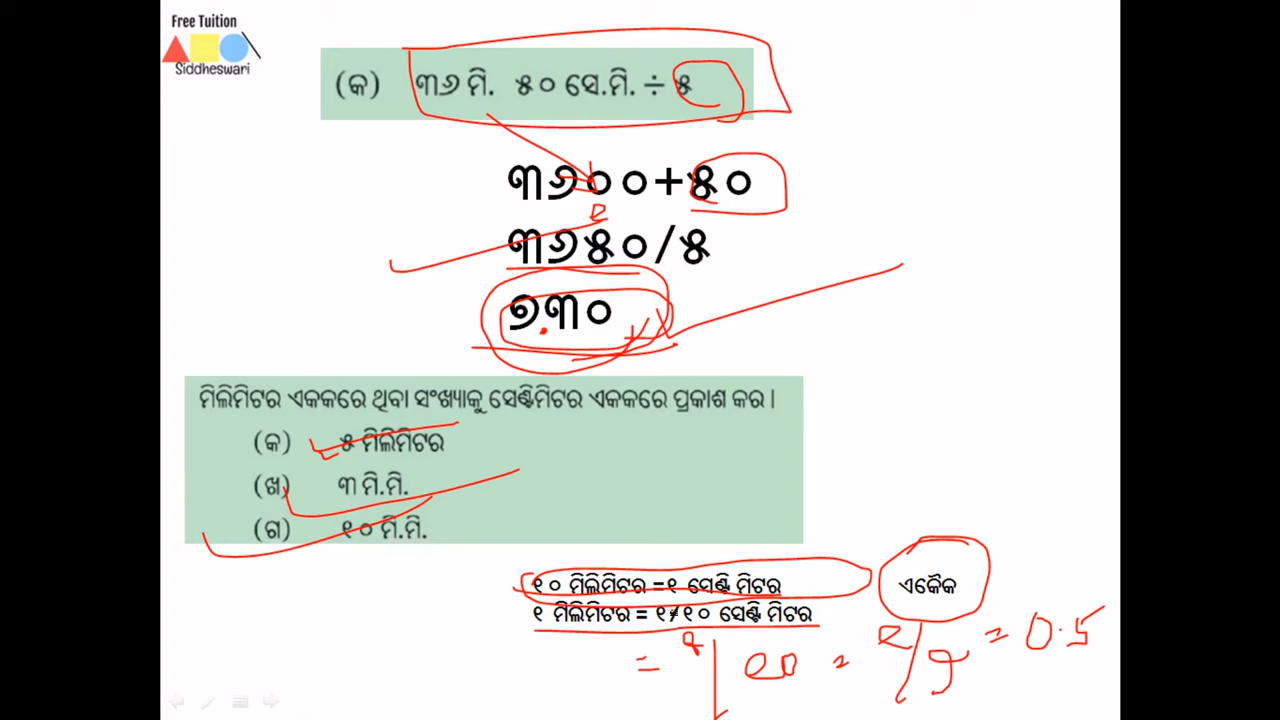 Free Tuition
Siddheswari
(କ) ୩୬ ମି. ୫୦ ସେ.ମି. ÷ ୫
୩୬୦୦+୫୦
୩୬୫୦/୫
୭୩୦
ମିଲିମିଟର ଏକକରେ ଥିବା ସଂଖ୍ୟାକୁ ସେଣ୍ଟିମିଟର ଏକକରେ ପ୍ରକାଶ କର ।
(କ) ୫ ମିଲିମିଟର
(ଖ) ୩ ମି.ମି.
(ଗ) ୧୦ ମି.ମି.
୧୦ ମିଲିମିଟର =୧ ସେଣ୍ଟି ମିଟର
ଏକୈକ
୧ ମିଲିମିଟର = ୧/୧୦ ସେଣ୍ଟି ମିଟର
= 0.5